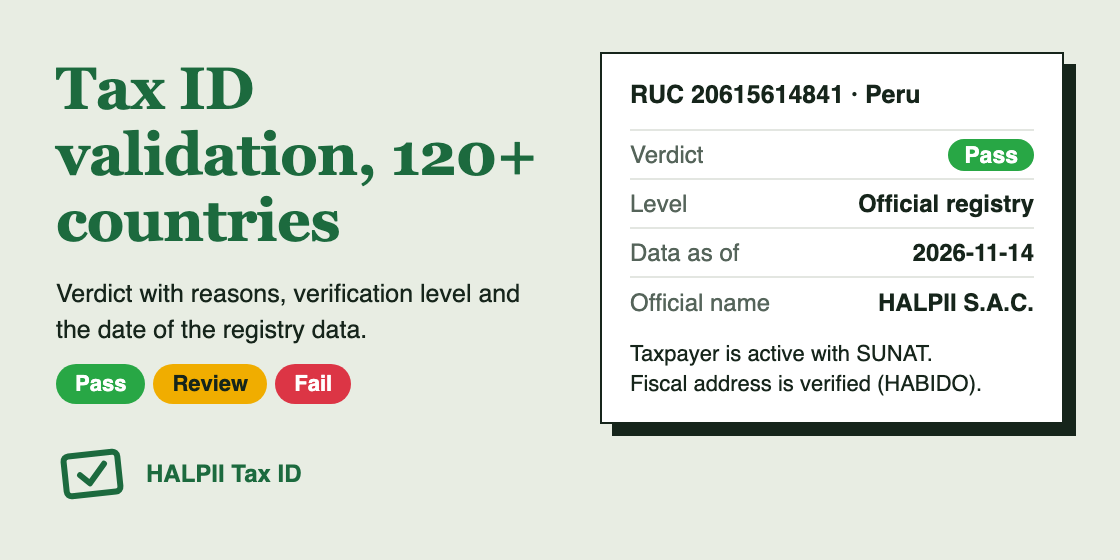 Tax ID
validation, 120+
countries
Verdict with reasons, verification level and
the date of the registry data.
Pass Review Fail
HALPII Tax ID
RUC 20615614841 · Peru
Verdict Pass
Level Official registry
Data as of 2026-11-14
Official name HALPII S.A.C.
Taxpayer is active with SUNAT.
Fiscal address is verified (HABIDO).